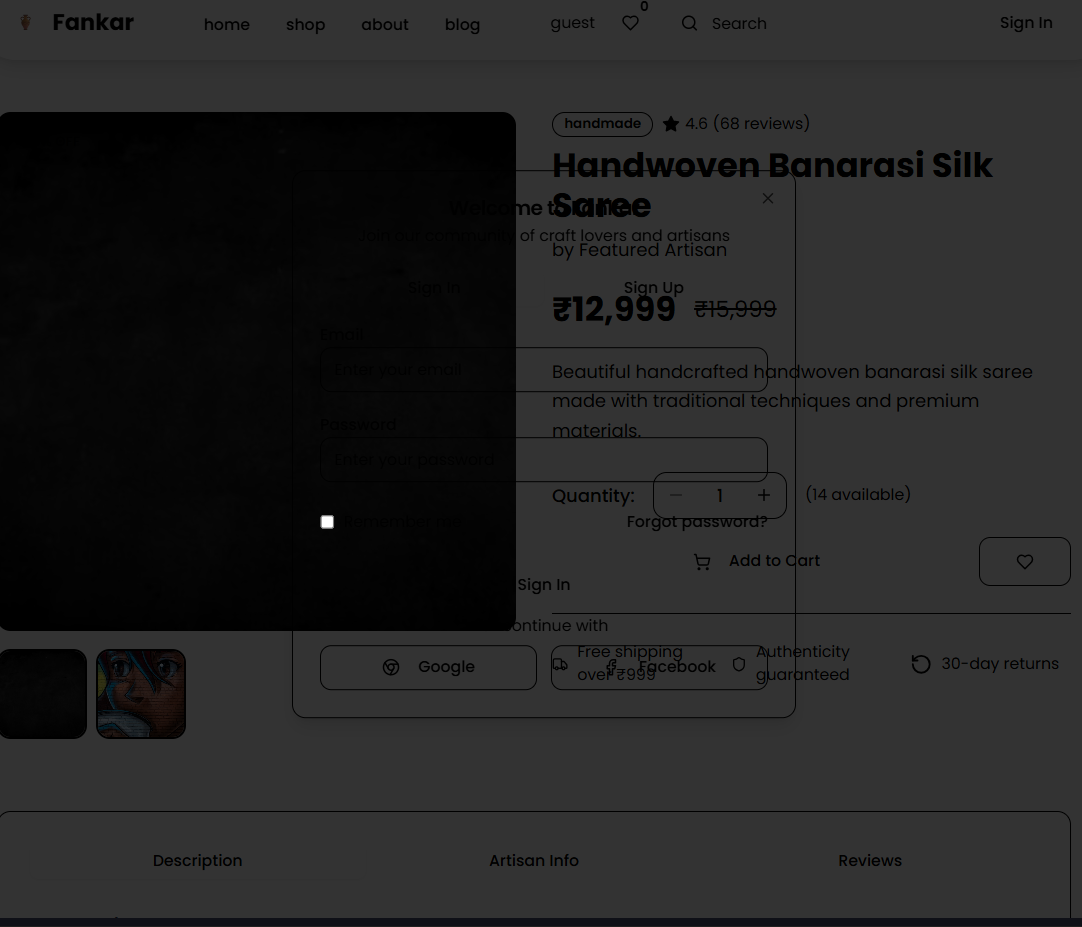 Fankar
home shop about blog guest 0 Search Sign In
handmade 4.6 (68 reviews)
Handwoven Banarasi Silk
Saree
by Featured Artisan
₹12,999 ₹15,999
Beautiful handcrafted handwoven banarasi silk saree
made with traditional techniques and premium
materials.
Quantity: 1 (14 available)
Add to Cart
Free shipping
over ₹999
Authenticity
guaranteed
30-day returns
Welcome to Fankar
Join our community of craft lovers and artisans
Sign In Sign Up
Email
Enter your email
Password
Enter your password
Remember me Forgot password?
Sign In
continue with
Google Facebook
Description Artisan Info Reviews